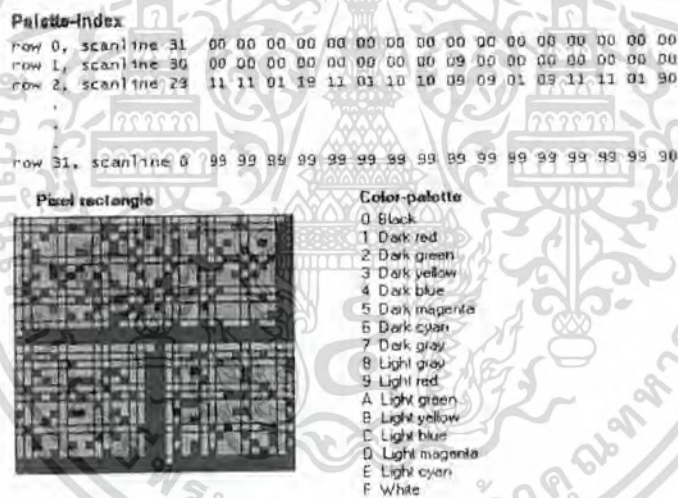 Palette-Index
row 0, scanline 31 00 00 00 00 00 00 00 00 00 00 00 00 00 00 00 00
row 1, scanline 30 00 00 00 00 00 00 00 00 09 00 00 00 00 00 00 00
row 2, scanline 29 11 11 01 19 11 01 10 10 09 09 01 09 11 11 01 90
row 31, scanline 0 99 99 99 99 99 99 99 99 99 99 99 99 99 99 99 90
Pixel rectangle
Color-palette
0 Black
1 Dark red
2 Dark green
3 Dark yellow
4 Dark blue
5 Dark magenta
6 Dark cyan
7 Dark gray
8 Light gray
9 Light red
A Light green
B Light yellow
C Light blue
D Light magenta
E Light cyan
F White